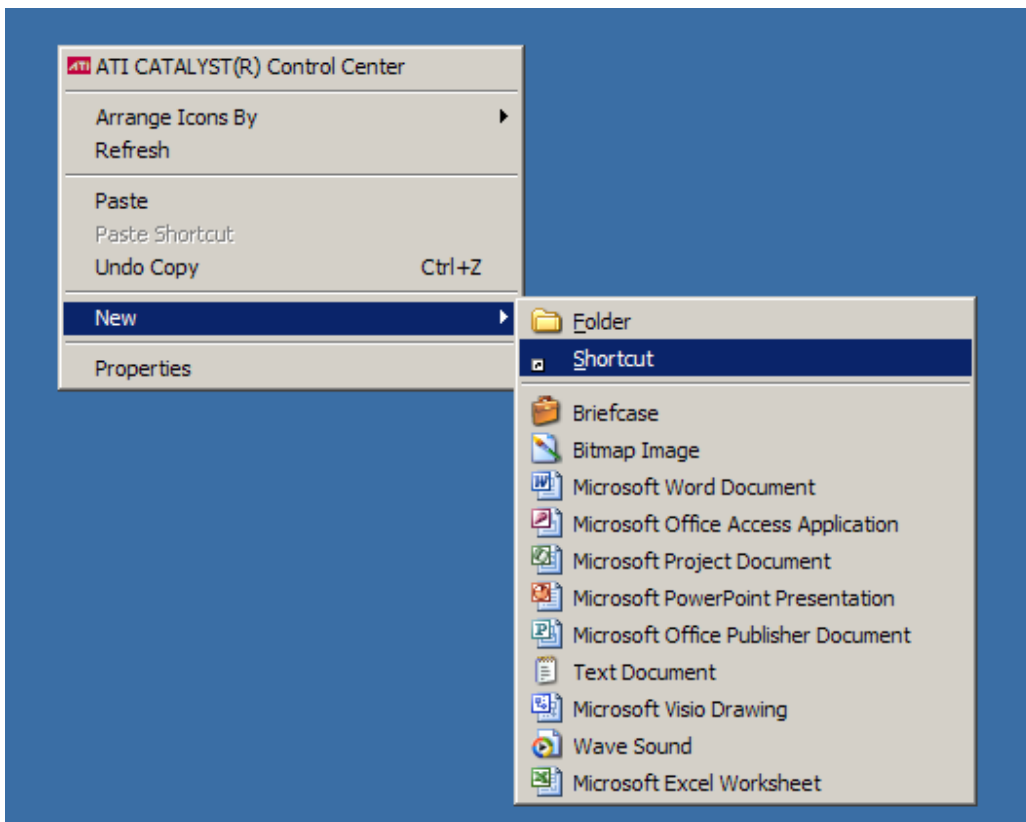 ATI ATI CATALYST(R) Control Center
Arrange Icons By
Refresh
Paste
Paste Shortcut
Undo Copy Ctrl+Z
New
Properties
Folder
Shortcut
Briefcase
Bitmap Image
Microsoft Word Document
Microsoft Office Access Application
Microsoft Project Document
Microsoft PowerPoint Presentation
Microsoft Office Publisher Document
Text Document
Microsoft Visio Drawing
Wave Sound
Microsoft Excel Worksheet